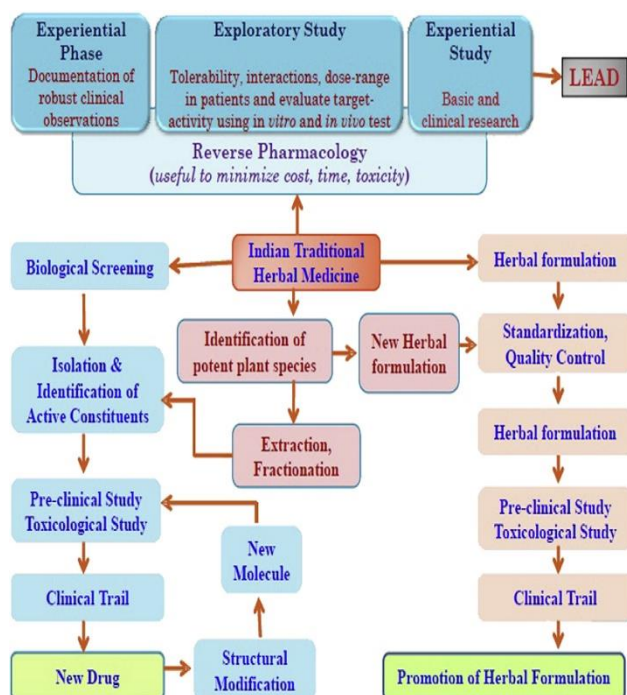 Experiential
Phase
Documentation of
robust clinical
observations
Exploratory Study
Tolerability, interactions, dose-range
in patients and evaluate target-
activity using in vitro and in vivo test
Experiential
Study
Basic and
clinical research
LEAD
Reverse Pharmacology
(useful to minimize cost, time, toxicity)
Biological Screening
Indian Traditional
Herbal Medicine
Herbal formulation
Identification of
potent plant species
New Herbal
formulation
Standardization,
Quality Control
Isolation &
Identification of
Active Constituents
Extraction,
Fractionation
Herbal formulation
Pre-clinical Study
Toxicological Study
New
Molecule
Pre-clinical Study
Toxicological Study
Clinical Trail
Clinical Trail
New Drug
Structural
Modification
Promotion of Herbal Formulation